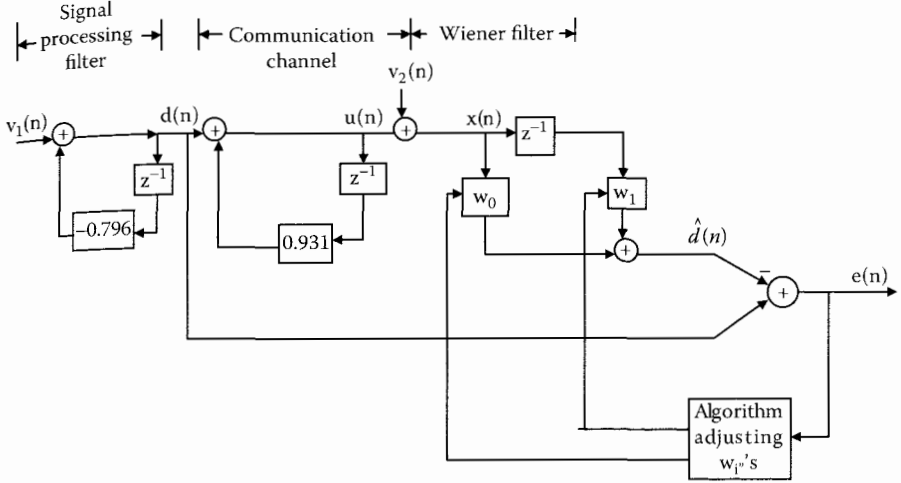 Signal
processing
filter
Communication
channel
Wiener filter
v₂(n)
v₁(n)
+
d(n)
+
u(n)
+
x(n)
z⁻¹
z⁻¹
z⁻¹
w₀
w₁
−0.796
0.931
+
d̂(n)
−
+
e(n)
Algorithm
adjusting
wᵢ”'s